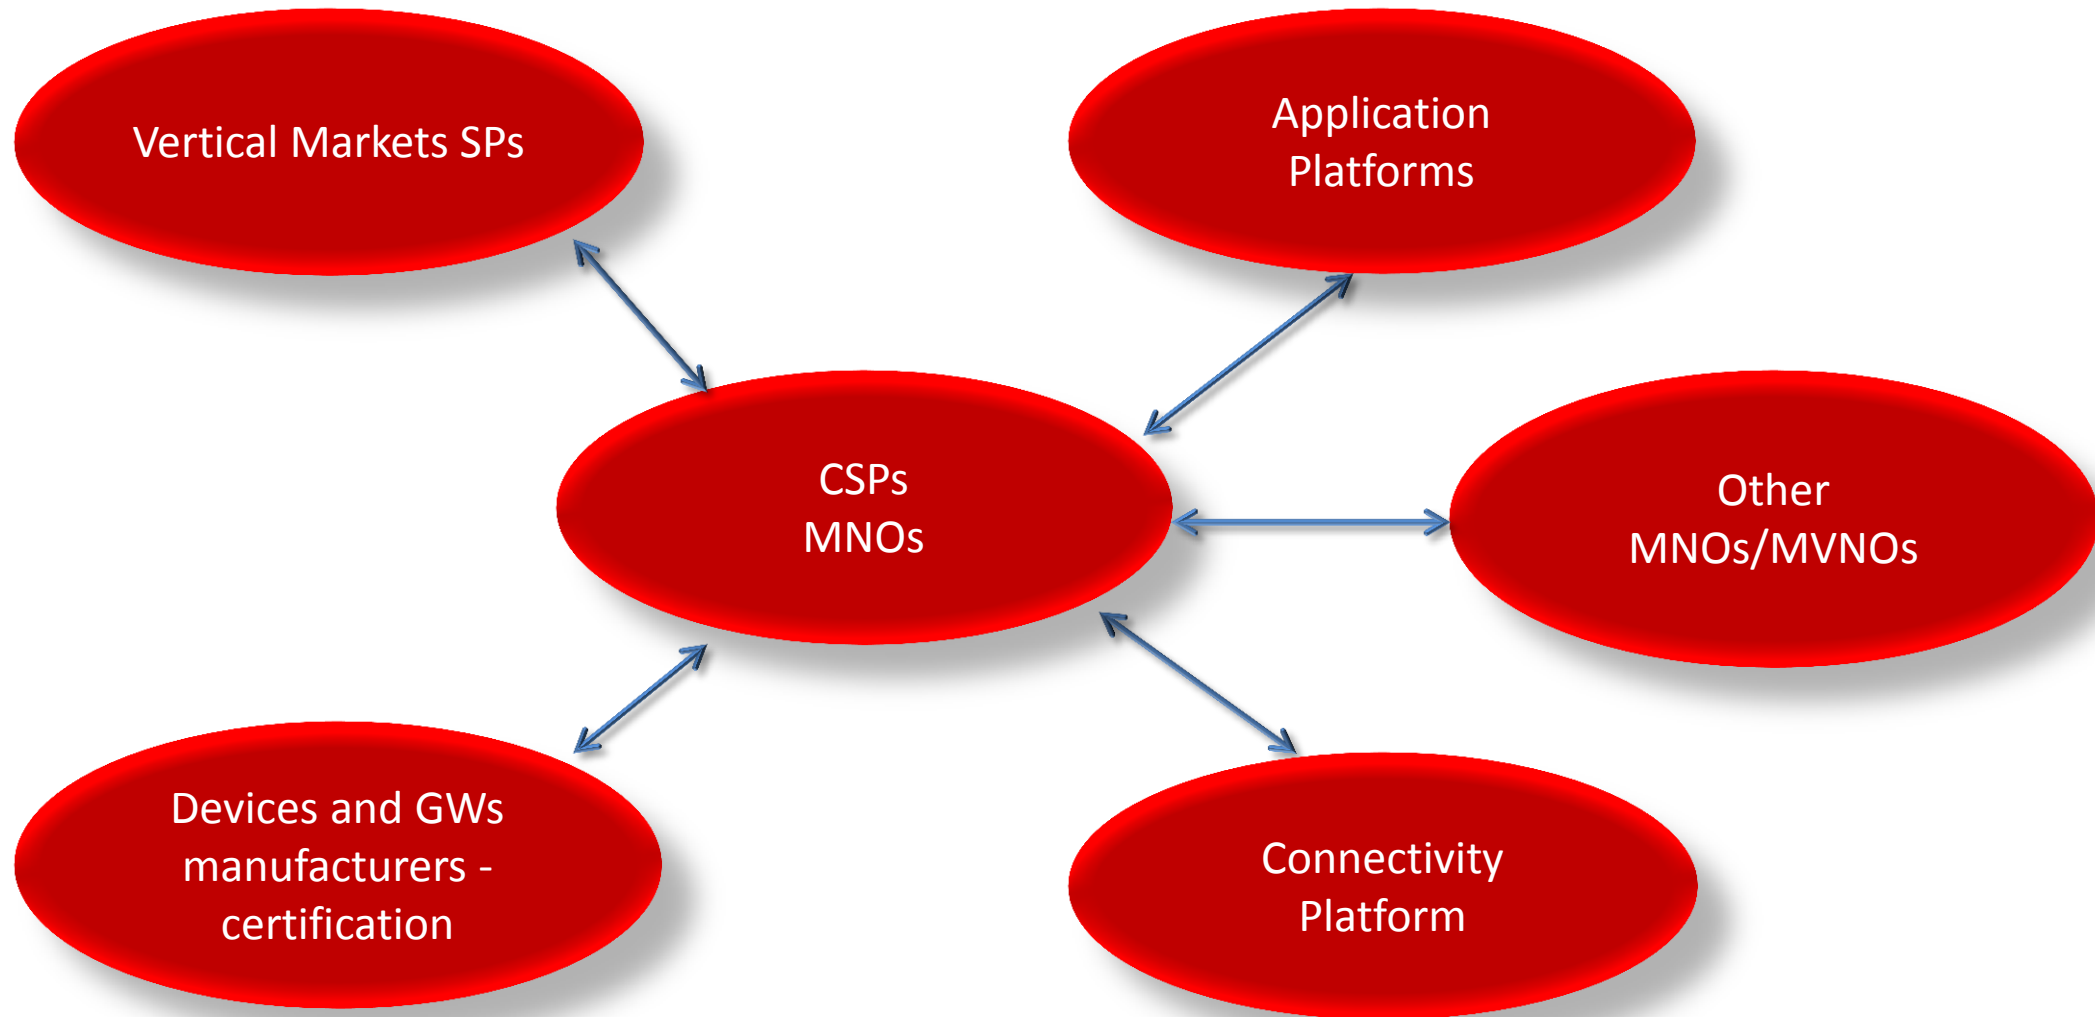 Vertical Markets SPs
Application
Platforms
CSPs
MNOs
Other
MNOs/MVNOs
Devices and GWs
manufacturers -
certification
Connectivity
Platform